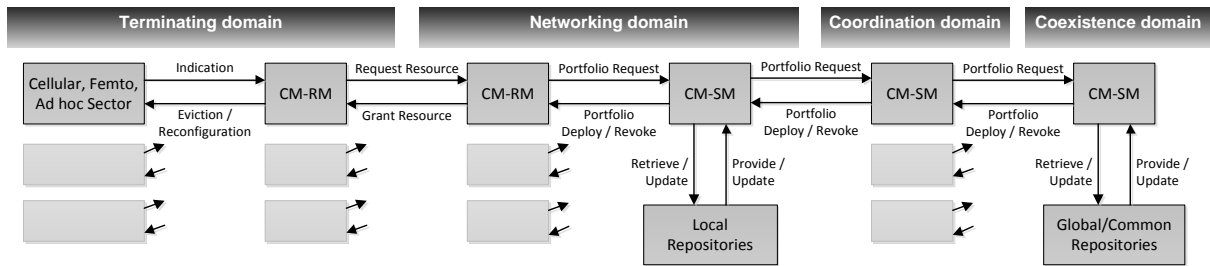 Terminating domain
Networking domain
Coordination domain
Coexistence domain
Cellular, Femto,
Ad hoc Sector
Indication
Eviction /
Reconfiguration
CM-RM
Request Resource
Grant Resource
CM-RM
Portfolio Request
Portfolio
Deploy / Revoke
CM-SM
Portfolio Request
Portfolio
Deploy / Revoke
CM-SM
Portfolio Request
Portfolio
Deploy / Revoke
CM-SM
Retrieve /
Update
Provide /
Update
Retrieve /
Update
Provide /
Update
Local
Repositories
Global/Common
Repositories